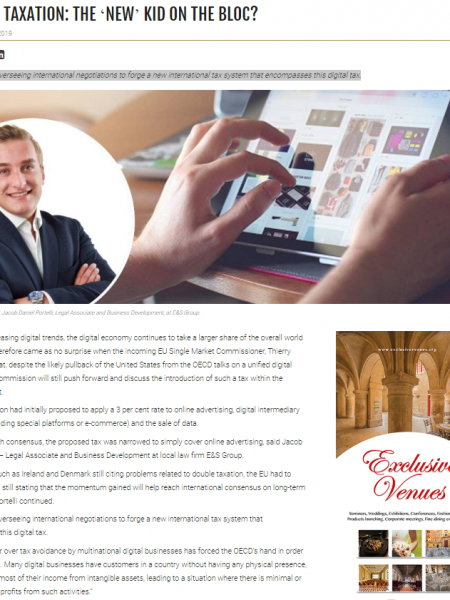 TAXATION: THE ‘NEW’ KID ON THE BLOC?
2019
verseeing international negotiations to forge a new international tax system that encompasses this digital tax.
Jacob Daniel Portelli, Legal Associate and Business Development, at E&S Group
easing digital trends, the digital economy continues to take a larger share of the overall world
erefore came as no surprise when the incoming EU Single Market Commissioner, Thierry
at, despite the likely pullback of the United States from the OECD talks on a unified digital
ommission will still push forward and discuss the introduction of such a tax within the
t.
on had initially proposed to apply a 3 per cent rate to online advertising, digital intermediary
ding special platforms or e-commerce) and the sale of data.
h consensus, the proposed tax was narrowed to simply cover online advertising, said Jacob
– Legal Associate and Business Development at local law firm E&S Group.
uch as Ireland and Denmark still citing problems related to double taxation, the EU had to
still stating that the momentum gained will help reach international consensus on long-term
ortelli continued.
verseeing international negotiations to forge a new international tax system that
this digital tax.
r over tax avoidance by multinational digital businesses has forced the OECD’s hand in order
. Many digital businesses have customers in a country without having any physical presence,
most of their income from intangible assets, leading to a situation where there is minimal or
profits from such activities.”
www.exclusivevenues.org
Exclusive
Venues
Seminars, Weddings, Exhibitions, Conferences, Fashion
Products launching, Corporate meetings, Fine dining e